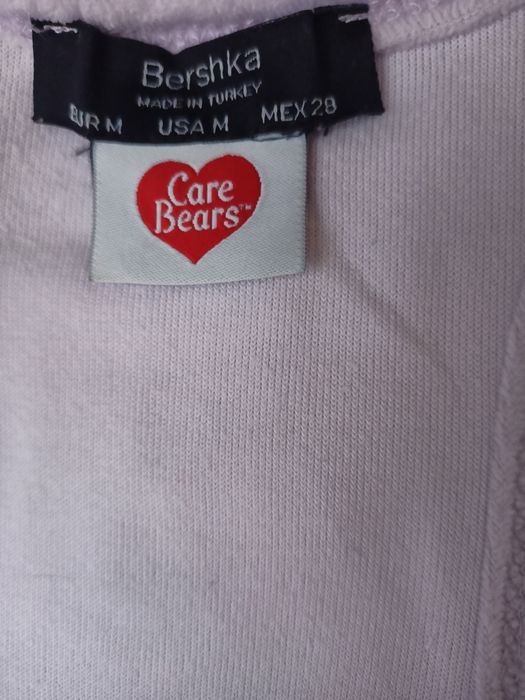 Bershka
MADE IN TURKEY
EUR M USA M MEX 28
Care
Bears™